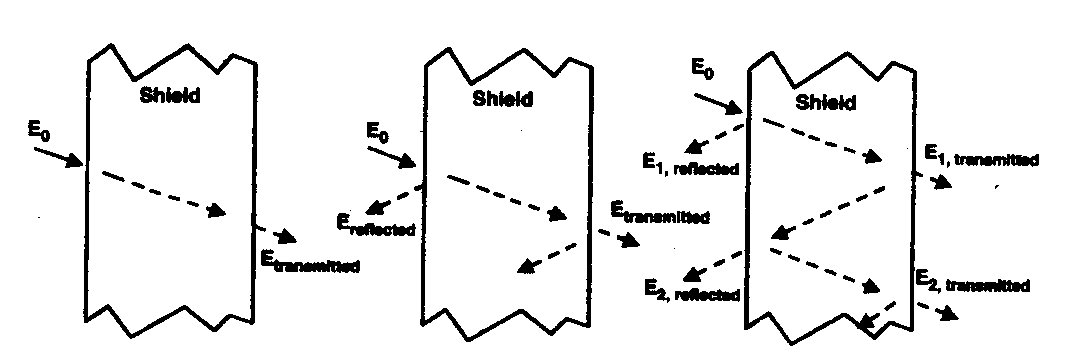 Shield
E0
Etransmitted
Shield
E0
Ereflected
Etransmitted
E0
Shield
E1, reflected
E1, transmitted
E2, reflected
E2, transmitted